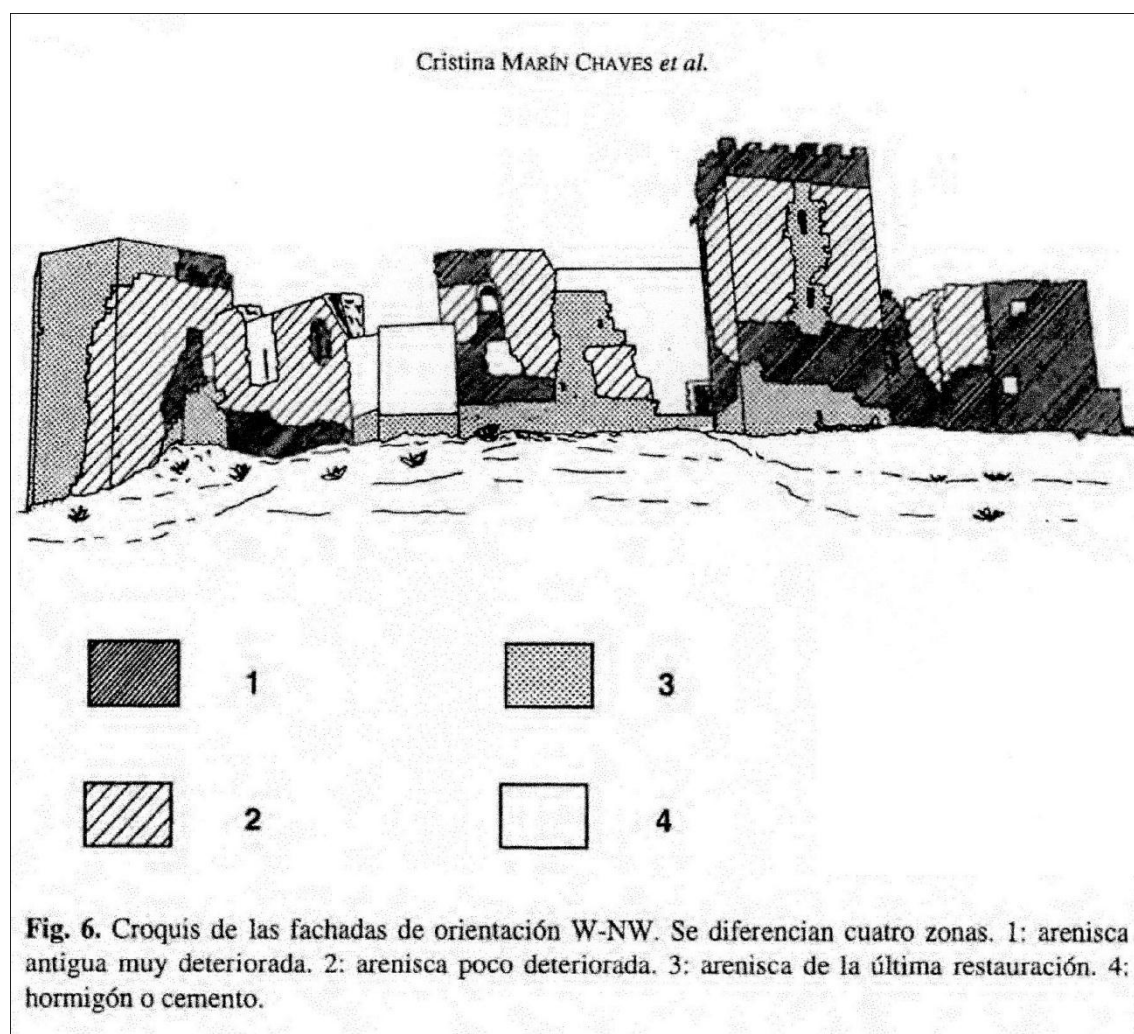 Cristina MARÍN CHAVES et al.
1
3
2
4
Fig. 6. Croquis de las fachadas de orientación W-NW. Se diferencian cuatro zonas. 1: arenisca
antigua muy deteriorada. 2: arenisca poco deteriorada. 3: arenisca de la última restauración. 4:
hormigón o cemento.